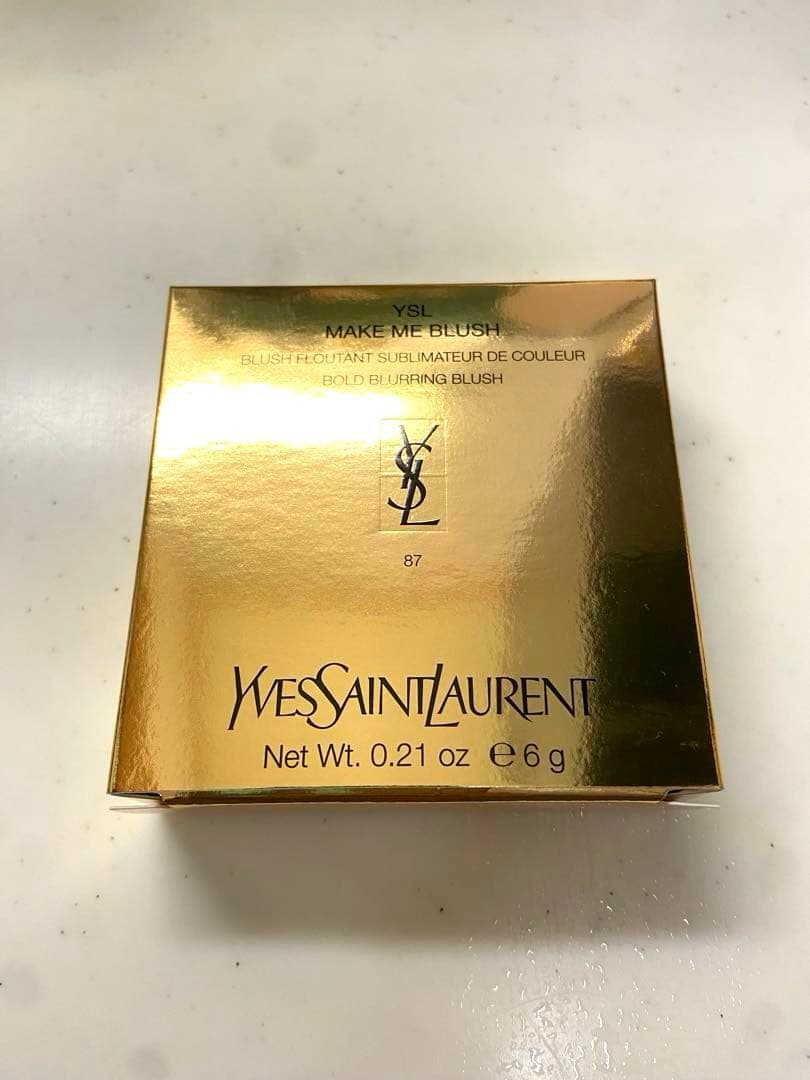 YSL
MAKE ME BLUSH
BLUSH FLOUTANT SUBLIMATEUR DE COULEUR
BOLD BLURRING BLUSH
YSL
87
YVESSAINTLAURENT
Net Wt. 0.21 oz ℮ 6 g